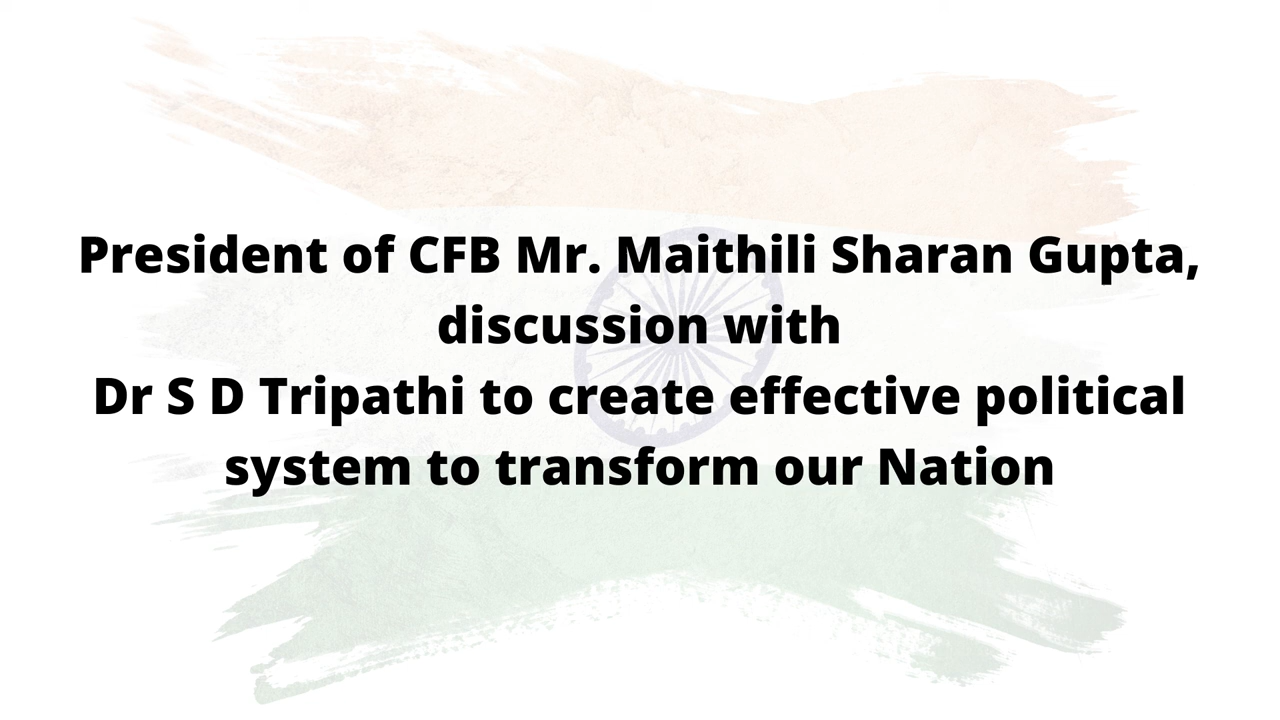 President of CFB Mr. Maithili Sharan Gupta,
discussion with
Dr S D Tripathi to create effective political
system to transform our Nation